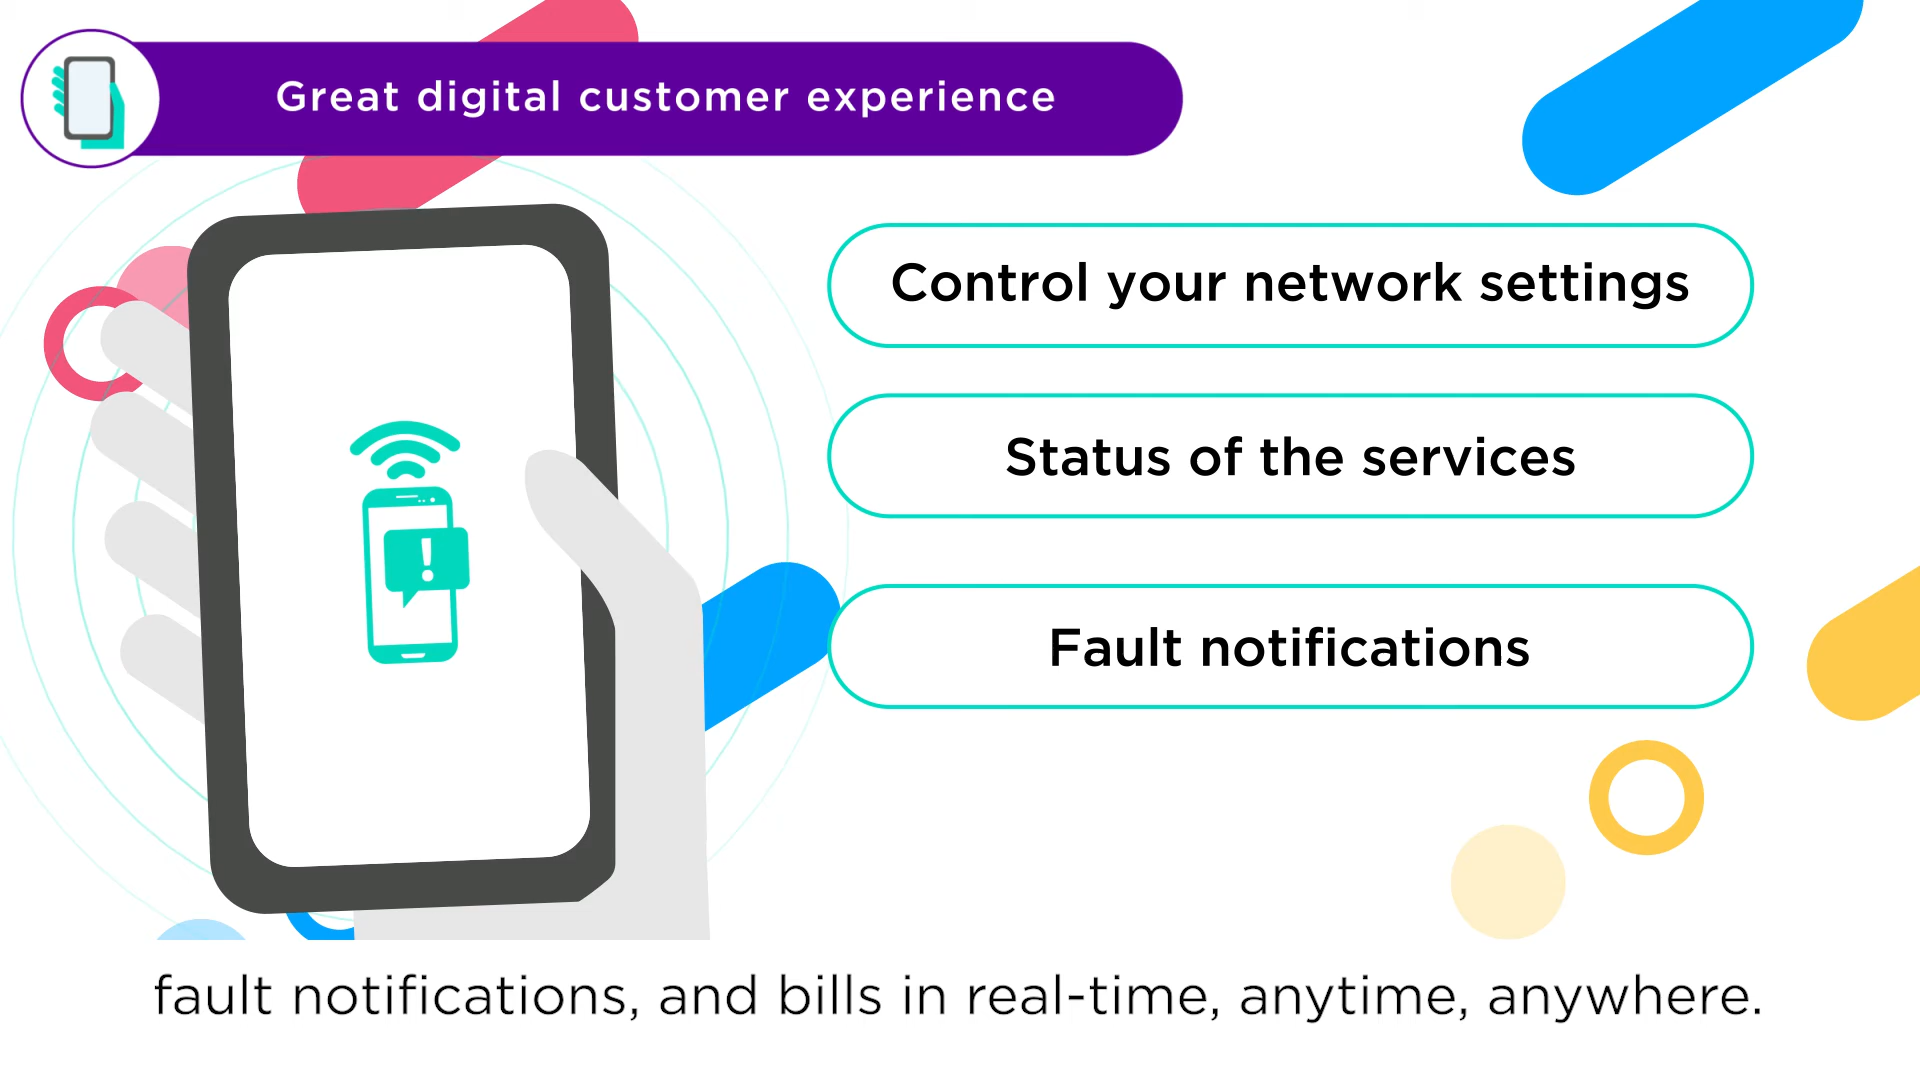 Great digital customer experience
Control your network settings
Status of the services
!
Fault notifications
fault notifications, and bills in real-time, anytime, anywhere.